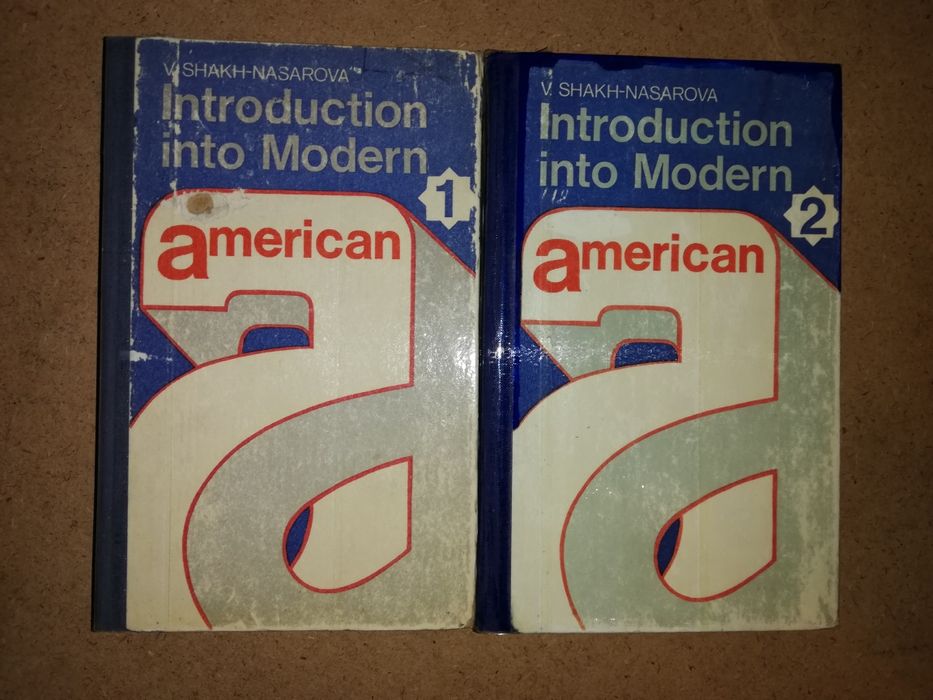 V. SHAKH-NASAROVA
Introduction
into Modern
1
american
V. SHAKH-NASAROVA
Introduction
into Modern
2
american